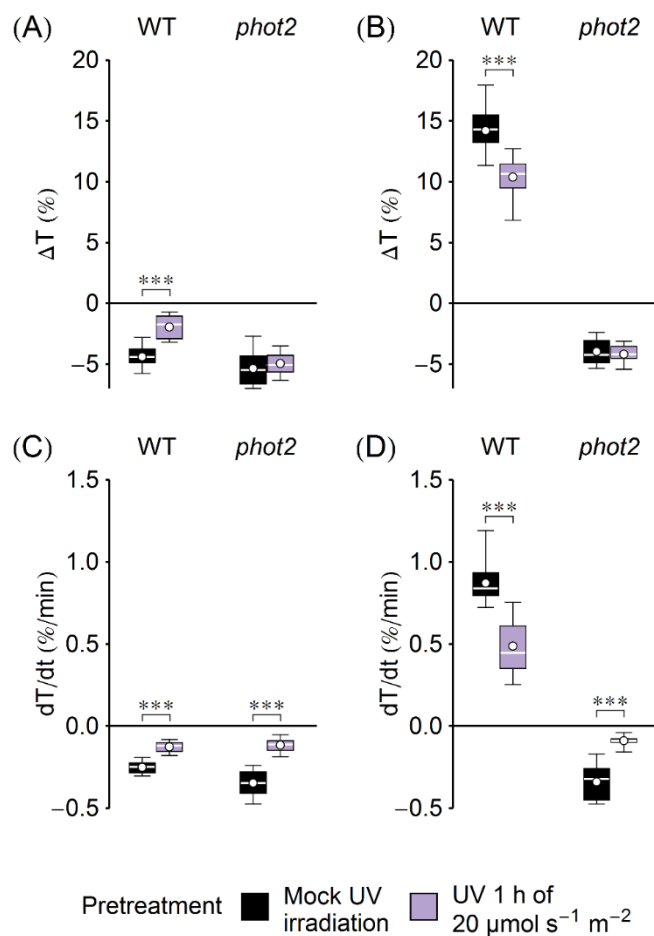 (A) WT phot2 (B) WT phot2
20 20
*** 
15 15
10 10
ΔT (%) ΔT (%)
5 5
***
0 0
−5 −5
(C) WT phot2 (D) WT phot2
1.5 1.5
***
1.0 1.0
dT/dt (%/min) dT/dt (%/min)
0.5 0.5
*** *** ***
0.0 0.0
−0.5 −0.5
Pretreatment Mock UV irradiation UV 1 h of 20 µmol s⁻¹ m⁻²